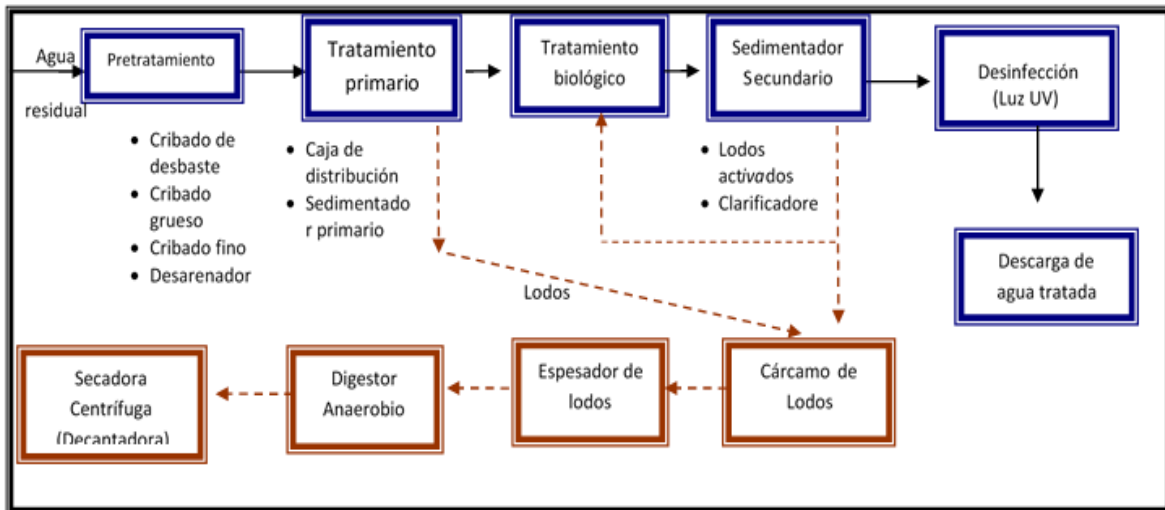 Agua
residual
Pretratamiento
Tratamiento
primario
Tratamiento
biológico
Sedimentador
Secundario
Desinfección
(Luz UV)
• Cribado de
desbaste
• Cribado
grueso
• Cribado fino
• Desarenador
• Caja de
distribución
• Sedimentado
r primario
• Lodos
activados
• Clarificadore
Descarga de
agua tratada
Lodos
Secadora
Centrífuga
(Decantadora)
Digestor
Anaerobio
Espesador de
lodos
Cárcamo de
Lodos